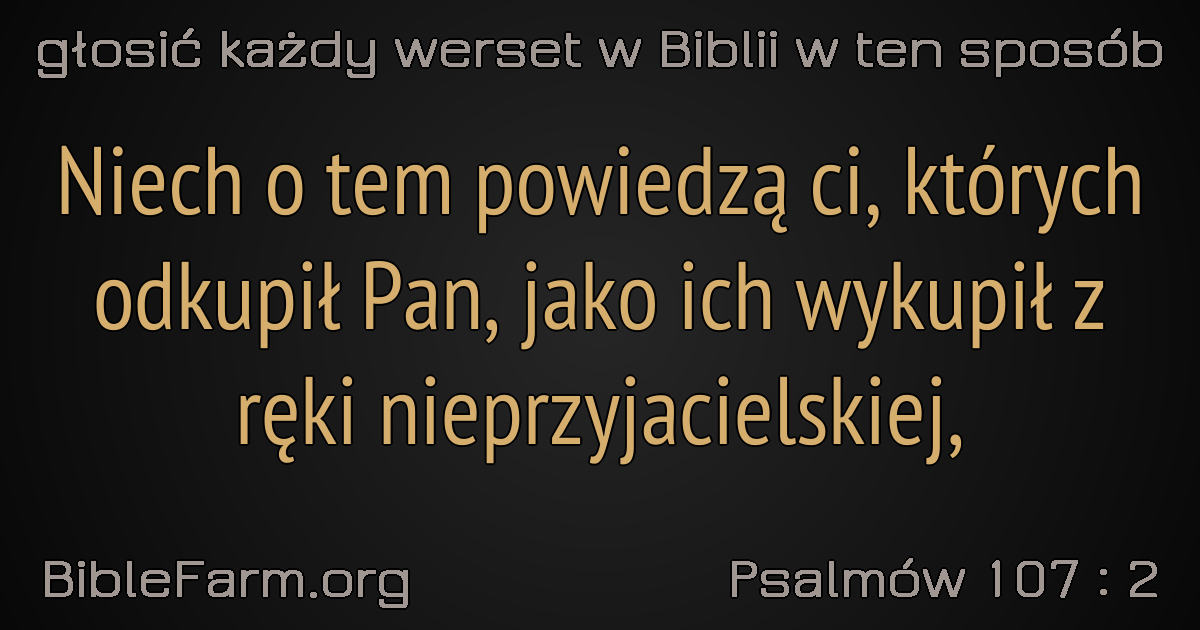 głosić każdy werset w Biblii w ten sposób
Niech o tem powiedzą ci, których
odkupił Pan, jako ich wykupił z
ręki nieprzyjacielskiej,
BibleFarm.org
Psalmów 107 : 2